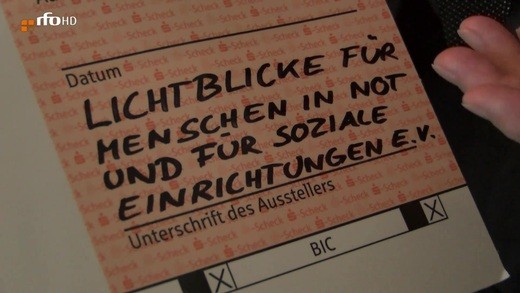 rfo HD
Datum
LICHTBLICKE FÜR
MENSCHEN IN NOT
UND FÜR SOZIALE
EINRICHTUNGEN E.V.
Unterschrift des Ausstellers
X BIC X